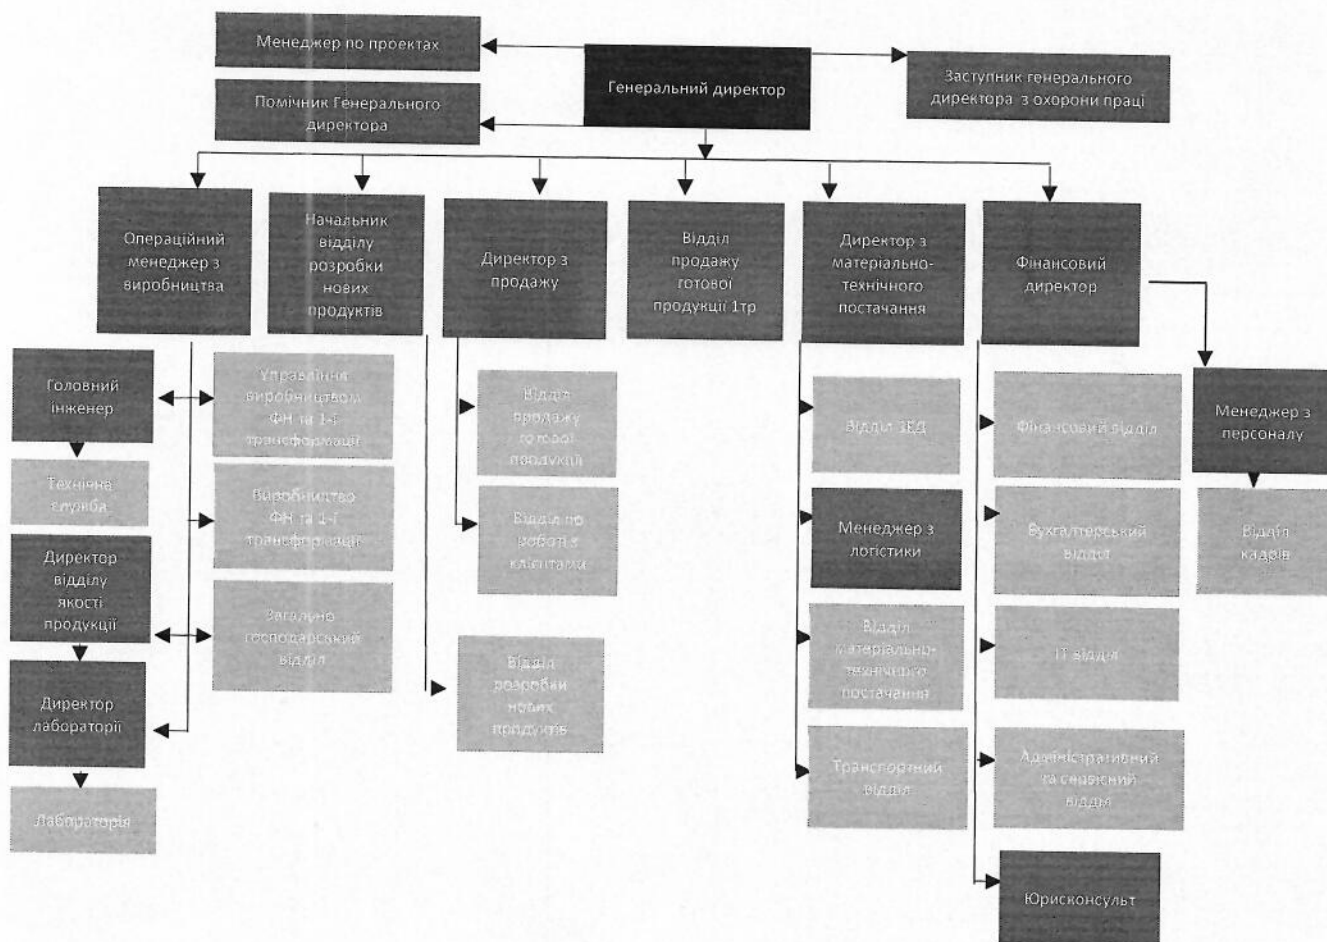 Менеджер по проектах
Генеральний директор
Заступник генерального
директора з охорони праці
Помічник Генерального
директора
Операційний
менеджер з
виробництва
Начальник
відділу
розробки
нових
продуктів
Директор з
продажу
Відділ
продажу
готової
продукції 1тр
Директор з
матеріально-
технічного
постачання
Фінансовий
директор
Головний
інженер
Управління
виробництвом
ФН та 1-ї
трансформації
Відділ
продажу
готової
продукції
Відділ ЗЕД
Фінансовий відділ
Менеджер з
персоналу
Технічна
служба
Виробництво
ФН та 1-ї
трансформації
Відділ по
роботі з
клієнтами
Менеджер з
логістики
Бухгалтерський
відділ
Відділ
кадрів
Директор
відділу
якості
продукції
Загально
господарський
відділ
Відділ
розробки
нових
продуктів
Відділ
матеріально-
технічного
постачання
ІТ відділ
Директор
лабораторії
Транспортний
відділ
Адміністративний
та сервісний
відділ
Лабораторія
Юрисконсульт